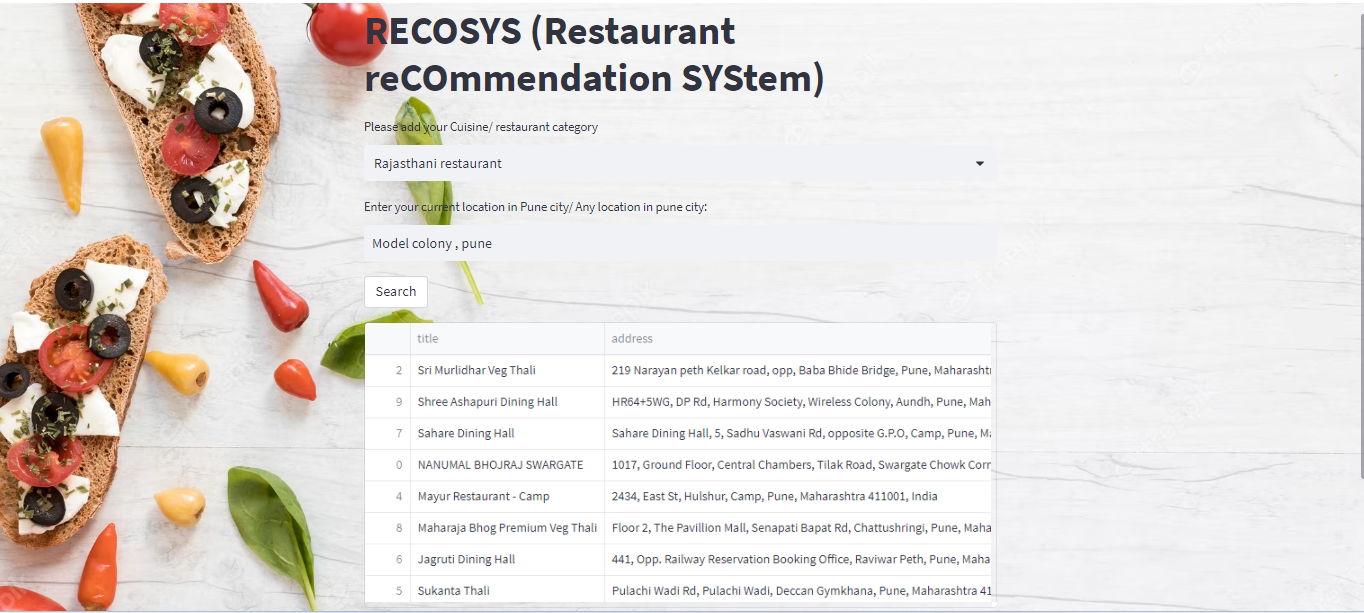 RECOSYS (Restaurant
reCOmmendation SYStem)
Please add your Cuisine/ restaurant category
Rajasthani restaurant
Enter your current location in Pune city/ Any location in pune city:
Model colony , pune
Search
title address
2 Sri Murlidhar Veg Thali 219 Narayan peth Kelkar road, opp, Baba Bhide Bridge, Pune, Maharasht
9 Shree Ashapuri Dining Hall HR64+5WG, DP Rd, Harmony Society, Wireless Colony, Aundh, Pune, Mah
7 Sahare Dining Hall Sahare Dining Hall, 5, Sadhu Vaswani Rd, opposite G.P.O, Camp, Pune, Ma
0 NANUMAL BHOJRAJ SWARGATE 1017, Ground Floor, Central Chambers, Tilak Road, Swargate Chowk Corr
4 Mayur Restaurant - Camp 2434, East St, Hulshur, Camp, Pune, Maharashtra 411001, India
8 Maharaja Bhog Premium Veg Thali Floor 2, The Pavillion Mall, Senapati Bapat Rd, Chattushringi, Pune, Maha
6 Jagruti Dining Hall 441, Opp. Railway Reservation Booking Office, Raviwar Peth, Pune, Maha
5 Sukanta Thali Pulachi Wadi Rd, Pulachi Wadi, Deccan Gymkhana, Pune, Maharashtra 41